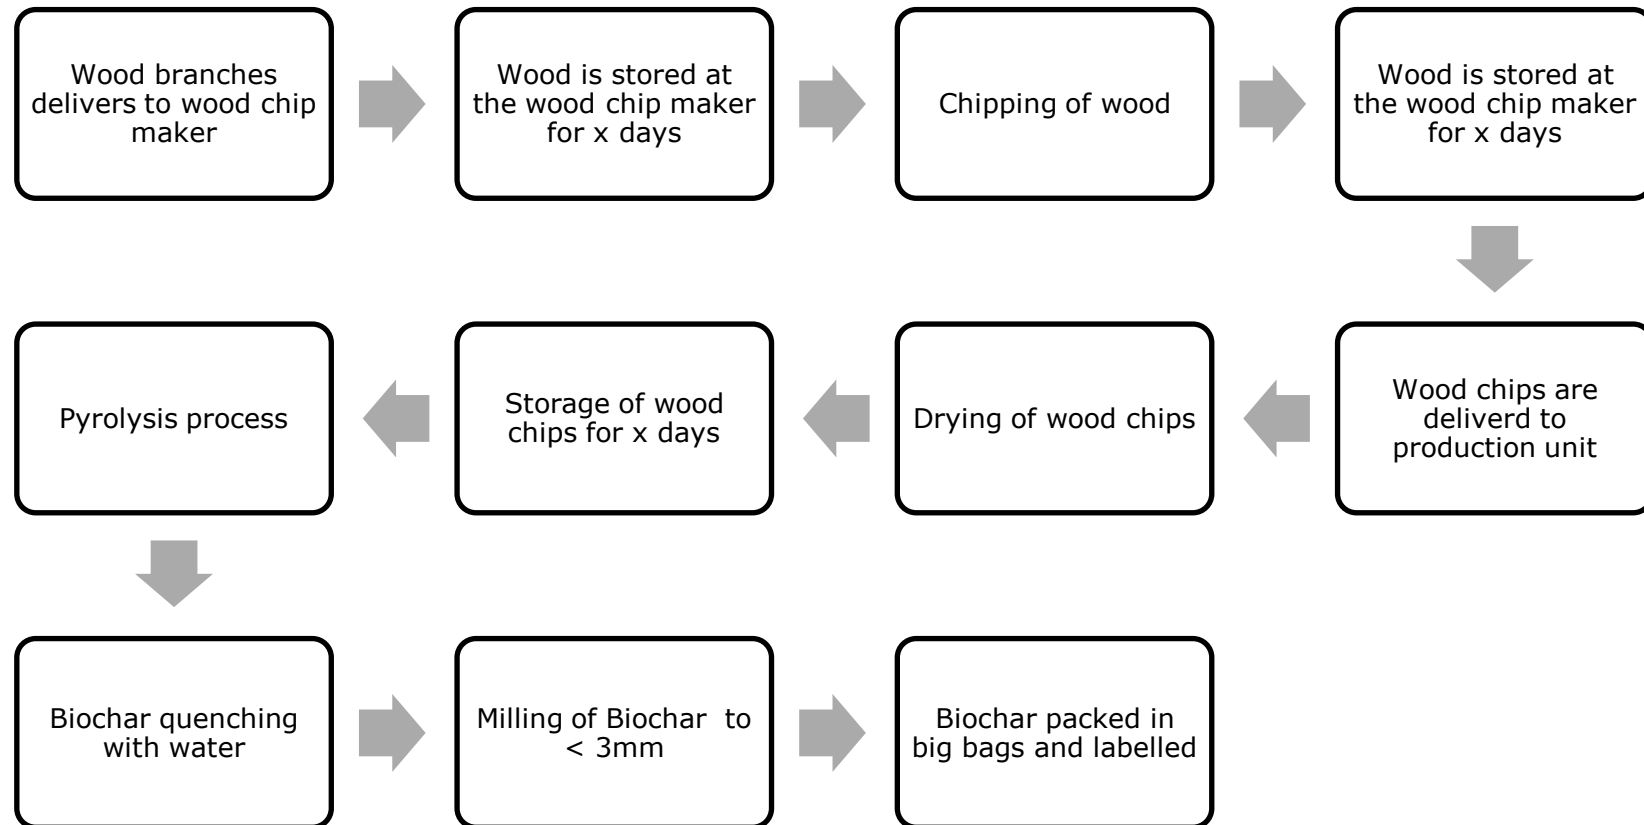 Wood branches
delivers to wood chip
maker
Wood is stored at
the wood chip maker
for x days
Chipping of wood
Wood is stored at
the wood chip maker
for x days
Wood chips are
deliverd to
production unit
Drying of wood chips
Storage of wood
chips for x days
Pyrolysis process
Biochar quenching
with water
Milling of Biochar  to
< 3mm
Biochar packed in
big bags and labelled